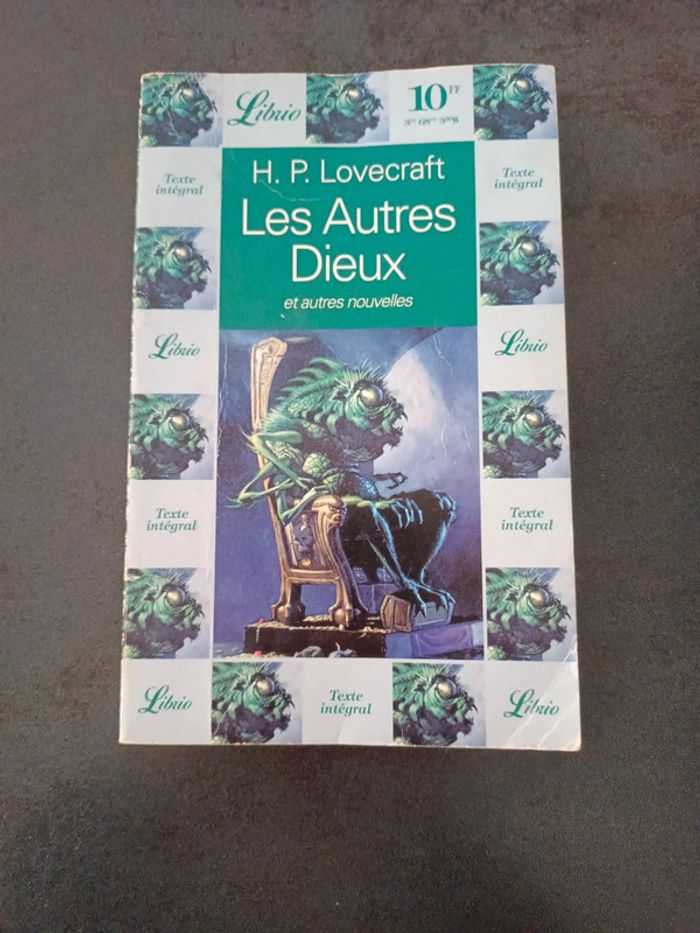 Librio
10 FF
Texte
intégral
H. P. Lovecraft
Texte
intégral
Les Autres
Dieux
et autres nouvelles
Librio
Librio
Texte
intégral
Texte
intégral
Librio
Texte
intégral
Librio